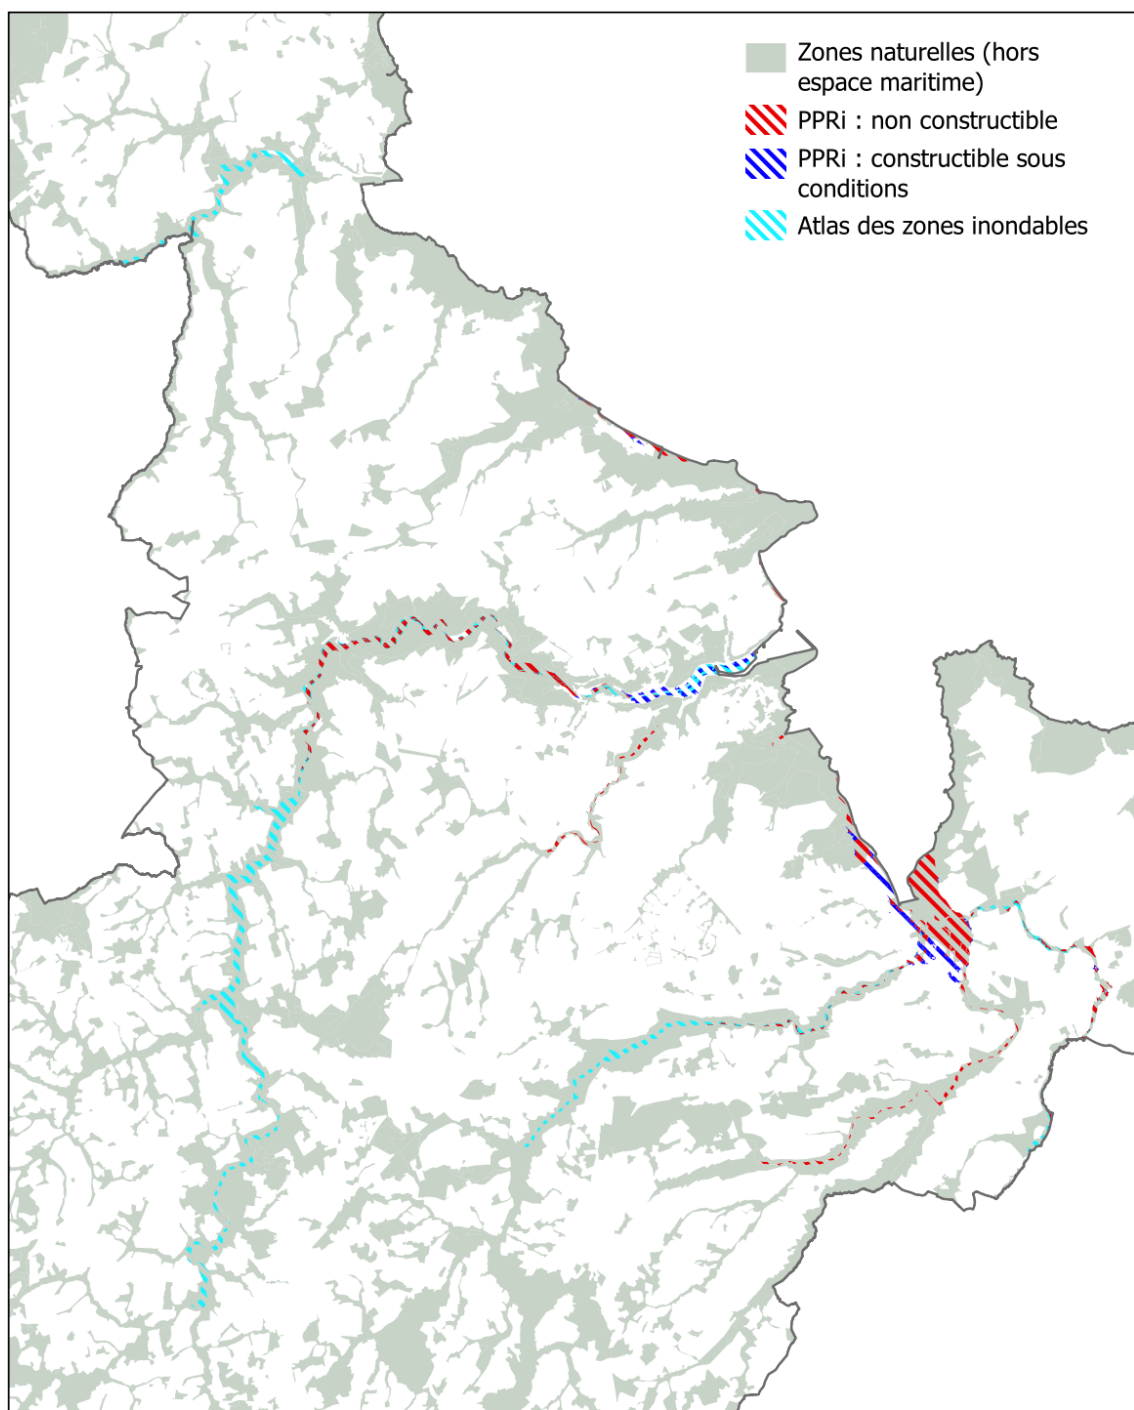 Zones naturelles (hors
espace maritime)
PPRi : non constructible
PPRi : constructible sous
conditions
Atlas des zones inondables